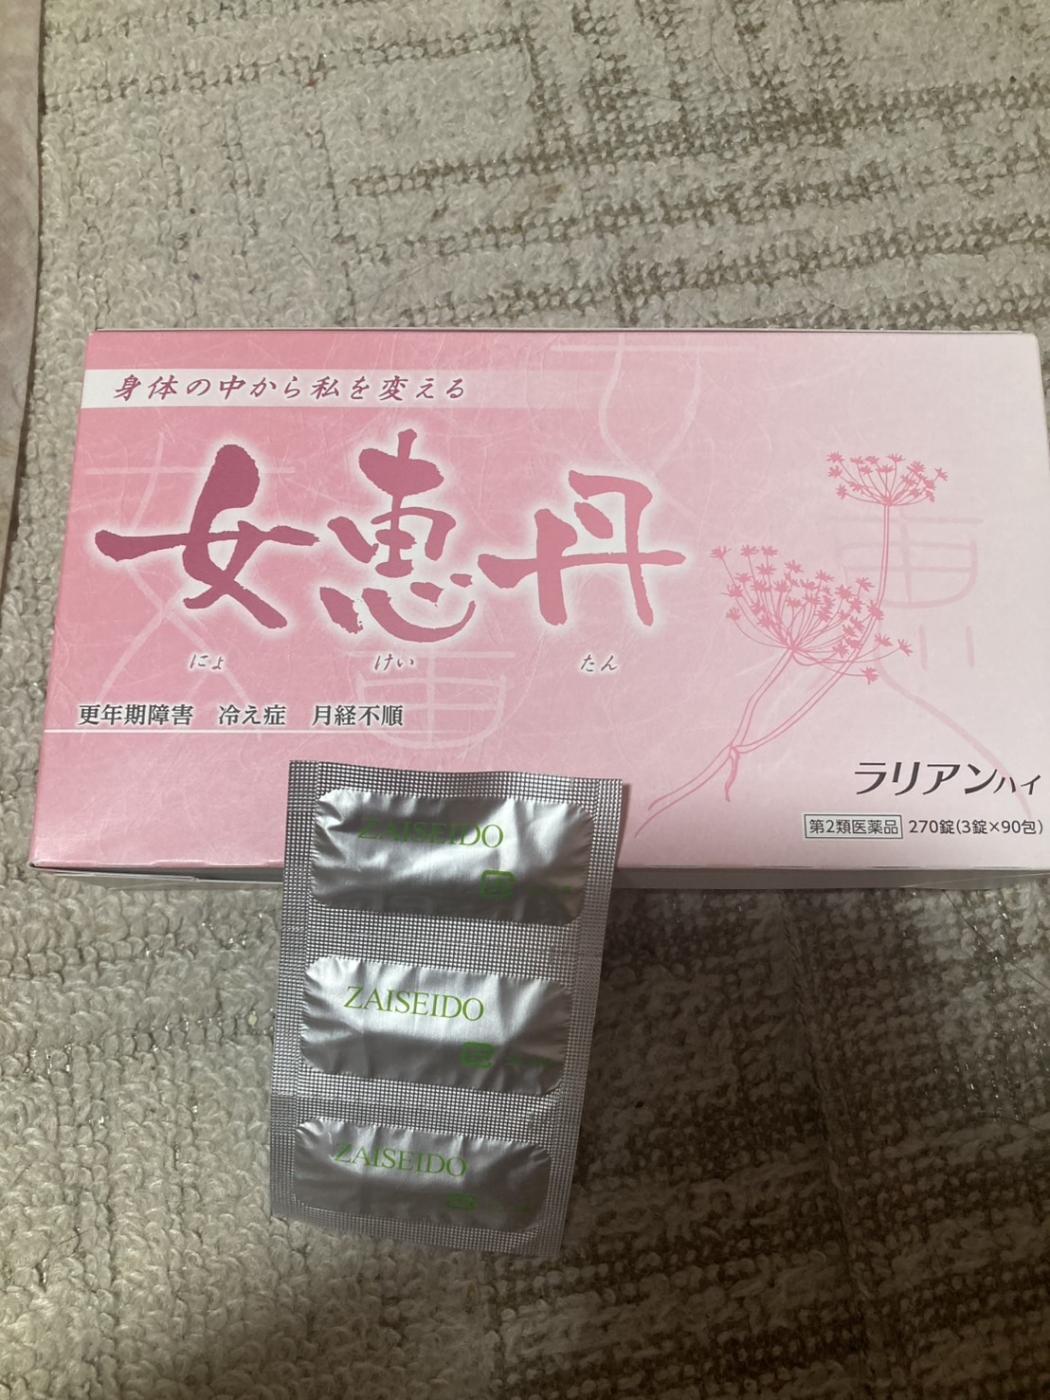 身体の中から私を変える
女恵丹
にょ けい たん
更年期障害 冷え症 月経不順
ラリアンハイ
第2類医薬品 270錠(3錠×90包)
ZAISEIDO
ZAISEIDO
ZAISEIDO